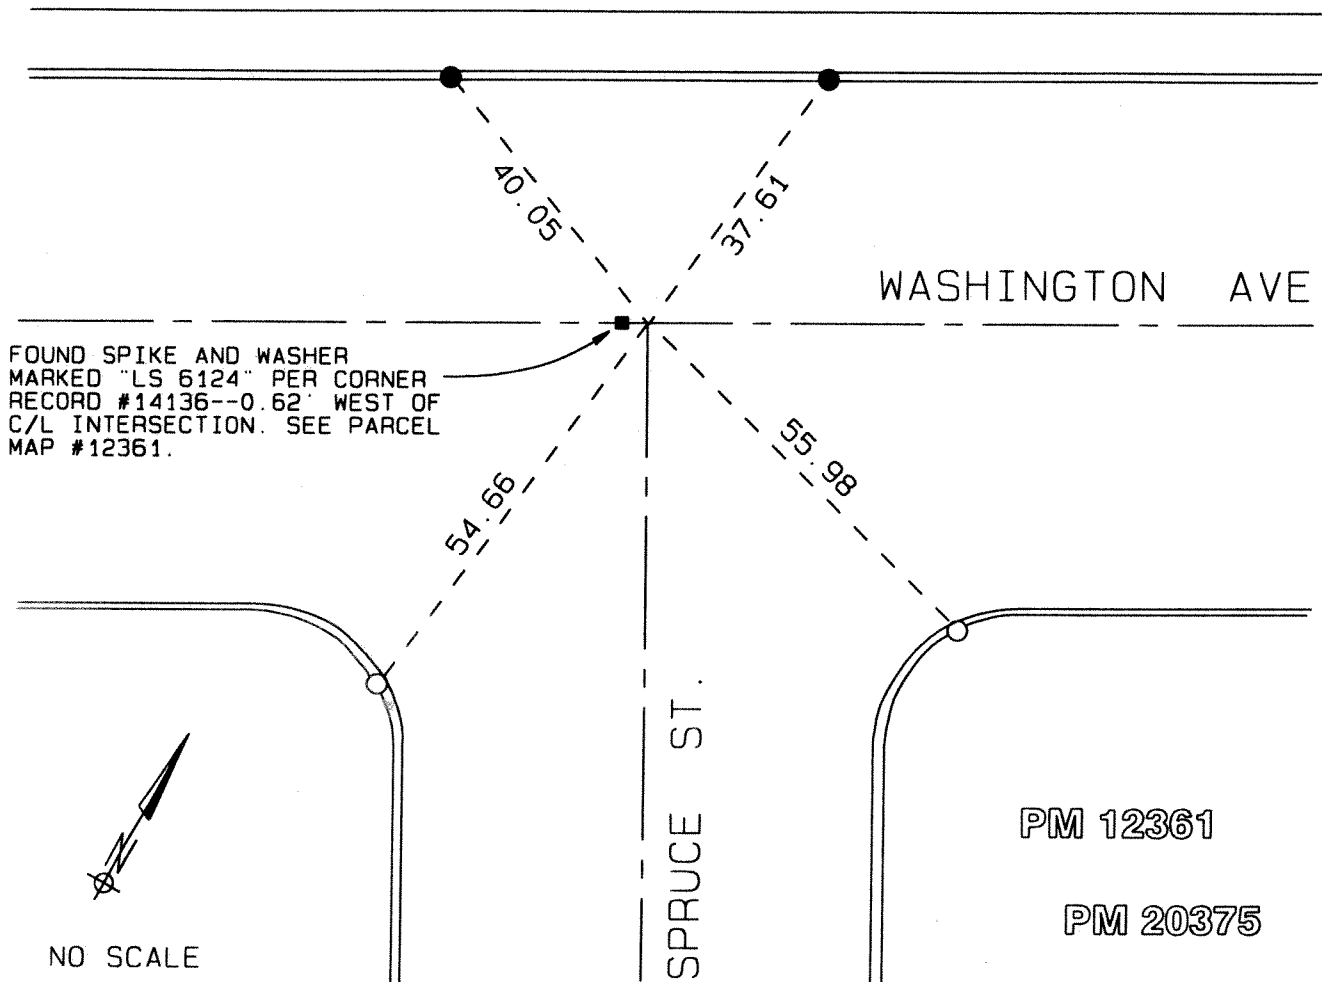 40.05
37.61
WASHINGTON AVE
FOUND SPIKE AND WASHER
MARKED "LS 6124" PER CORNER
RECORD #14136--0.62' WEST OF
C/L INTERSECTION. SEE PARCEL
MAP #12361.
54.66
55.98
SPRUCE ST.
N
NO SCALE
PM 12361
PM 20375